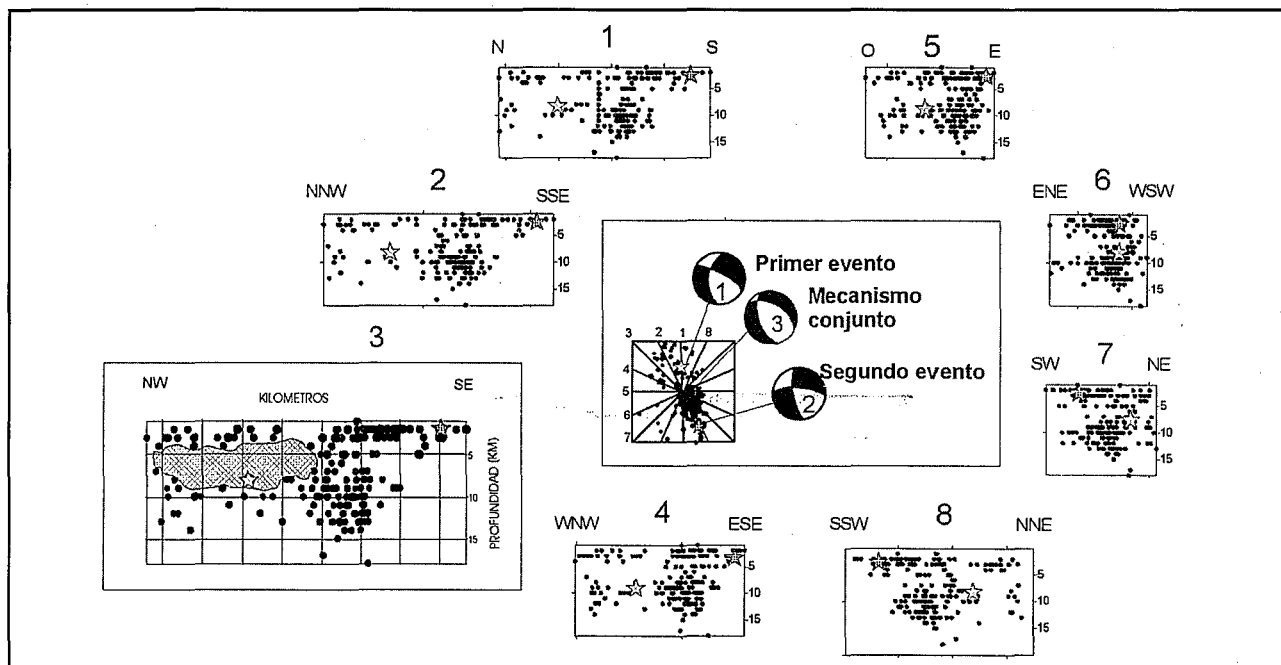 1
N S
5
10
15
5
O E
5
10
15
2
NNW SSE
5
10
15
6
ENE WSW
5
10
15
Primer evento
1
Mecanismo
conjunto
3
Segundo evento
2
3 2 1 8
4
5
6
7
3
NW SE
KILOMETROS
5
10
15
PROFUNDIDAD (KM)
7
SW NE
5
10
15
4
WNW ESE
5
10
15
8
SSW NNE
5
10
15